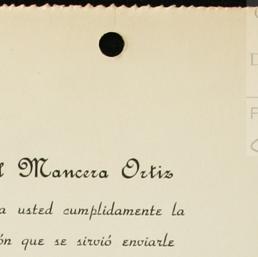 l Mancera Ortiz
a usted cumplidamente la
ón que se sirvió enviarle